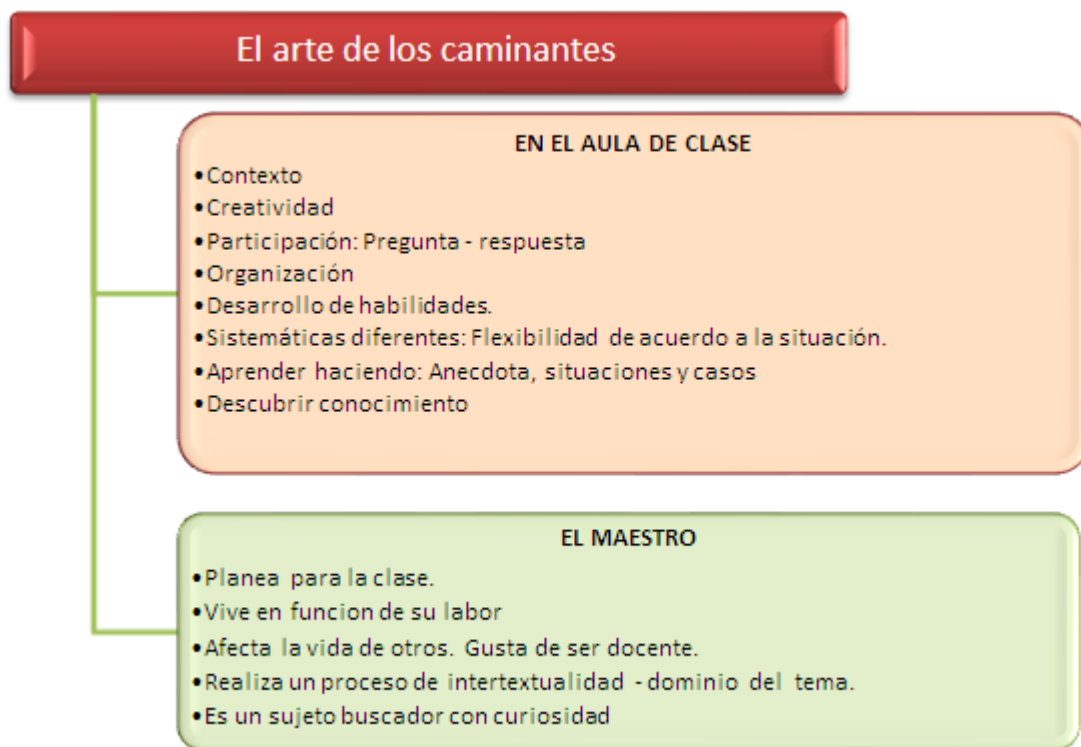 El arte de los caminantes
EN EL AULA DE CLASE
•Contexto
•Creatividad
•Participación: Pregunta - respuesta
•Organización
•Desarrollo de habilidades.
•Sistemáticas diferentes: Flexibilidad de acuerdo a la situación.
•Aprender haciendo: Anecdota, situaciones y casos
•Descubrir conocimiento
EL MAESTRO
•Planea para la clase.
•Vive en funcion de su labor
•Afecta la vida de otros. Gusta de ser docente.
•Realiza un proceso de intertextualidad - dominio del tema.
•Es un sujeto buscador con curiosidad